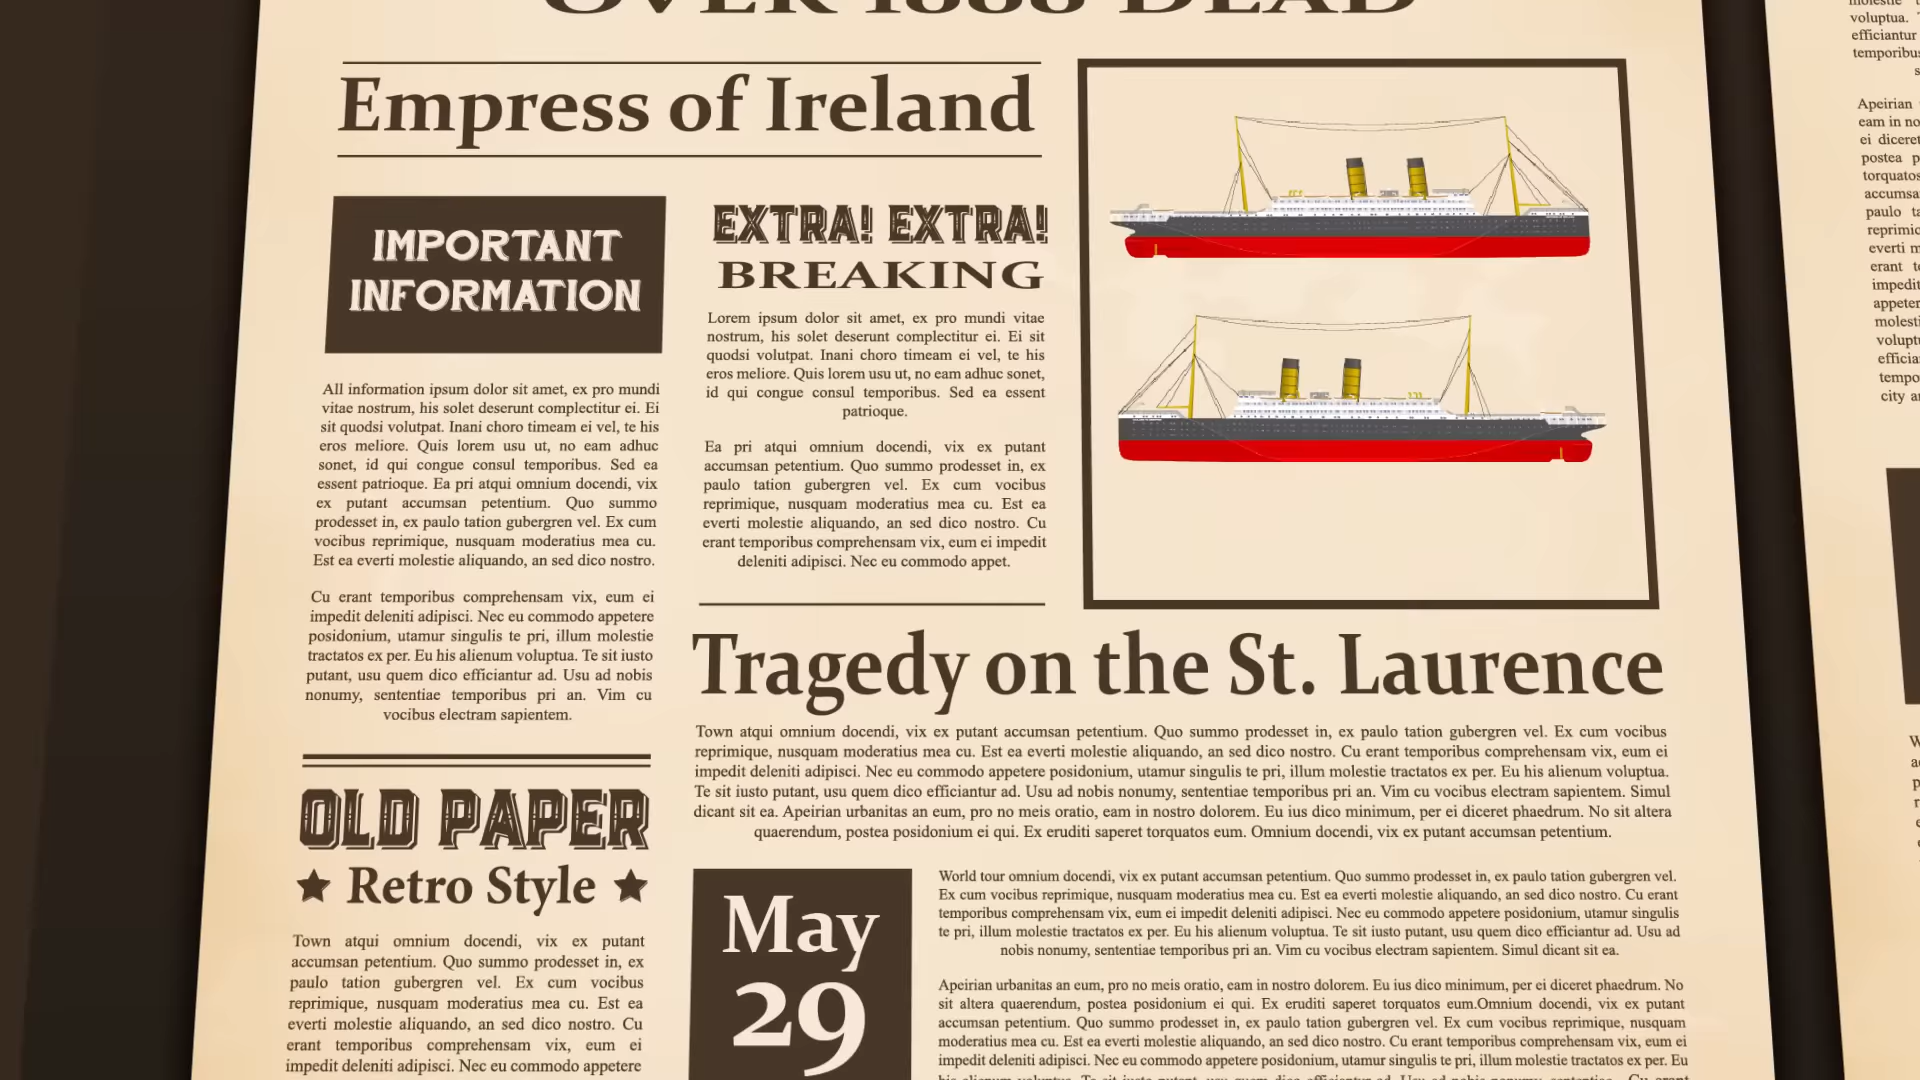 OVER 1888 DEAD
Empress of Ireland
IMPORTANT
INFORMATION
All information ipsum dolor sit amet, ex pro mundi
vitae nostrum, his solet deserunt complectitur ei. Ei
sit quodsi volutpat. Inani choro timeam ei vel, te his
eros meliore. Quis lorem usu ut, no eam adhuc
sonet, id qui congue consul temporibus. Sed ea
essent patrioque. Ea pri atqui omnium docendi, vix
ex putant accumsan petentium. Quo summo
prodesset in, ex paulo tation gubergren vel. Ex cum
vocibus reprimique, nusquam moderatius mea cu.
Est ea everti molestie aliquando, an sed dico nostro.
Cu erant temporibus comprehensam vix, eum ei
impedit deleniti adipisci. Nec eu commodo appetere
posidonium, utamur singulis te pri, illum molestie
tractatos ex per. Eu his alienum voluptua. Te sit iusto
putant, usu quem dico efficiantur ad. Usu ad nobis
nonumy, sententiae temporibus pri an. Vim cu
vocibus electram sapientem.
OLD PAPER
Retro Style
Town atqui omnium docendi, vix ex putant
accumsan petentium. Quo summo prodesset in, ex
paulo tation gubergren vel. Ex cum vocibus
reprimique, nusquam moderatius mea cu. Est ea
everti molestie aliquando, an sed dico nostro. Cu
erant temporibus comprehensam vix, eum ei
impedit deleniti adipisci. Nec eu commodo appetere
EXTRA! EXTRA!
BREAKING
Lorem ipsum dolor sit amet, ex pro mundi vitae
nostrum, his solet deserunt complectitur ei. Ei sit
quodsi volutpat. Inani choro timeam ei vel, te his
eros meliore. Quis lorem usu ut, no eam adhuc sonet,
id qui congue consul temporibus. Sed ea essent
patrioque.
Ea pri atqui omnium docendi, vix ex putant
accumsan petentium. Quo summo prodesset in, ex
paulo tation gubergren vel. Ex cum vocibus
reprimique, nusquam moderatius mea cu. Est ea
everti molestie aliquando, an sed dico nostro. Cu
erant temporibus comprehensam vix, eum ei impedit
deleniti adipisci. Nec eu commodo appet.
Tragedy on the St. Laurence
Town atqui omnium docendi, vix ex putant accumsan petentium. Quo summo prodesset in, ex paulo tation gubergren vel. Ex cum vocibus
reprimique, nusquam moderatius mea cu. Est ea everti molestie aliquando, an sed dico nostro. Cu erant temporibus comprehensam vix, eum ei
impedit deleniti adipisci. Nec eu commodo appetere posidonium, utamur singulis te pri, illum molestie tractatos ex per. Eu his alienum voluptua.
Te sit iusto putant, usu quem dico efficiantur ad. Usu ad nobis nonumy, sententiae temporibus pri an. Vim cu vocibus electram sapientem. Simul
dicant sit ea. Apeirian urbanitas an eum, pro no meis oratio, eam in nostro dolorem. Eu ius dico minimum, per ei diceret phaedrum. No sit altera
quaerendum, postea posidonium ei qui. Ex eruditi saperet torquatos eum. Omnium docendi, vix ex putant accumsan petentium.
May
29
World tour omnium docendi, vix ex putant accumsan petentium. Quo summo prodesset in, ex paulo tation gubergren vel.
Ex cum vocibus reprimique, nusquam moderatius mea cu. Est ea everti molestie aliquando, an sed dico nostro. Cu erant
temporibus comprehensam vix, eum ei impedit deleniti adipisci. Nec eu commodo appetere posidonium, utamur singulis
te pri, illum molestie tractatos ex per. Eu his alienum voluptua. Te sit iusto putant, usu quem dico efficiantur ad. Usu ad
nobis nonumy, sententiae temporibus pri an. Vim cu vocibus electram sapientem. Simul dicant sit ea.
Apeirian urbanitas an eum, pro no meis oratio, eam in nostro dolorem. Eu ius dico minimum, per ei diceret phaedrum. No
sit altera quaerendum, postea posidonium ei qui. Ex eruditi saperet torquatos eum.Omnium docendi, vix ex putant
accumsan petentium. Quo summo prodesset in, ex paulo tation gubergren vel. Ex cum vocibus reprimique, nusquam
moderatius mea cu. Est ea everti molestie aliquando, an sed dico nostro. Cu erant temporibus comprehensam vix, eum ei
impedit deleniti adipisci. Nec eu commodo appetere posidonium, utamur singulis te pri, illum molestie tractatos ex per. Eu
voluptua.
efficiantur
temporibus
Apeirian
eam in no
ei diceret
postea
torquatos